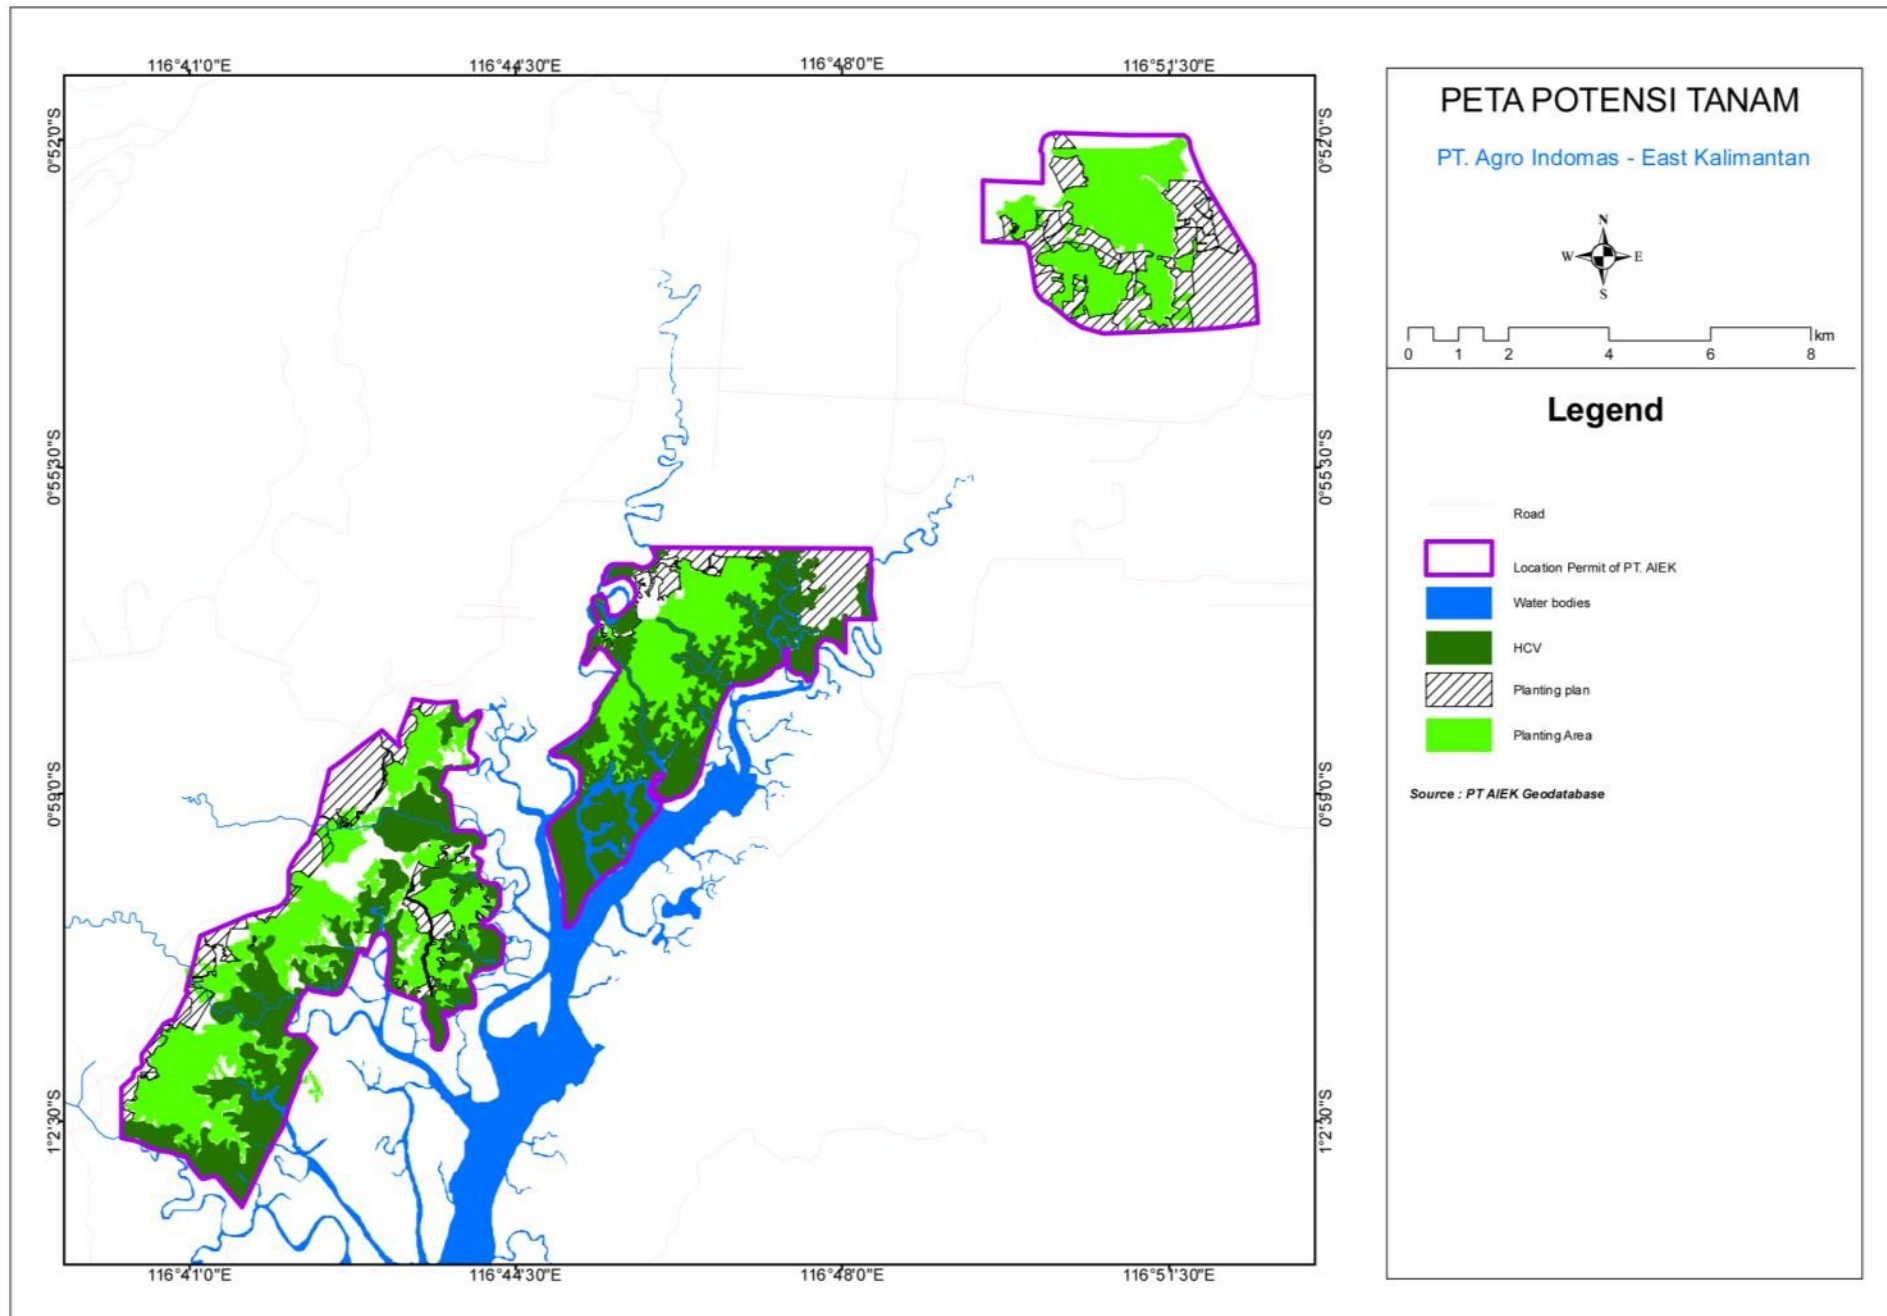 116°41'0"E 116°44'30"E 116°48'0"E 116°51'30"E
0°52'0"S 0°52'0"S
0°55'30"S 0°55'30"S
0°59'0"S 0°59'0"S
1°2'30"S 1°2'30"S
116°41'0"E 116°44'30"E 116°48'0"E 116°51'30"E
PETA POTENSI TANAM
PT. Agro Indomas - East Kalimantan
N
W E
S
km
0 1 2 4 6 8
Legend
Road
Location Permit of PT. AIEK
Water bodies
HCV
Planting plan
Planting Area
Source : PT AIEK Geodatabase